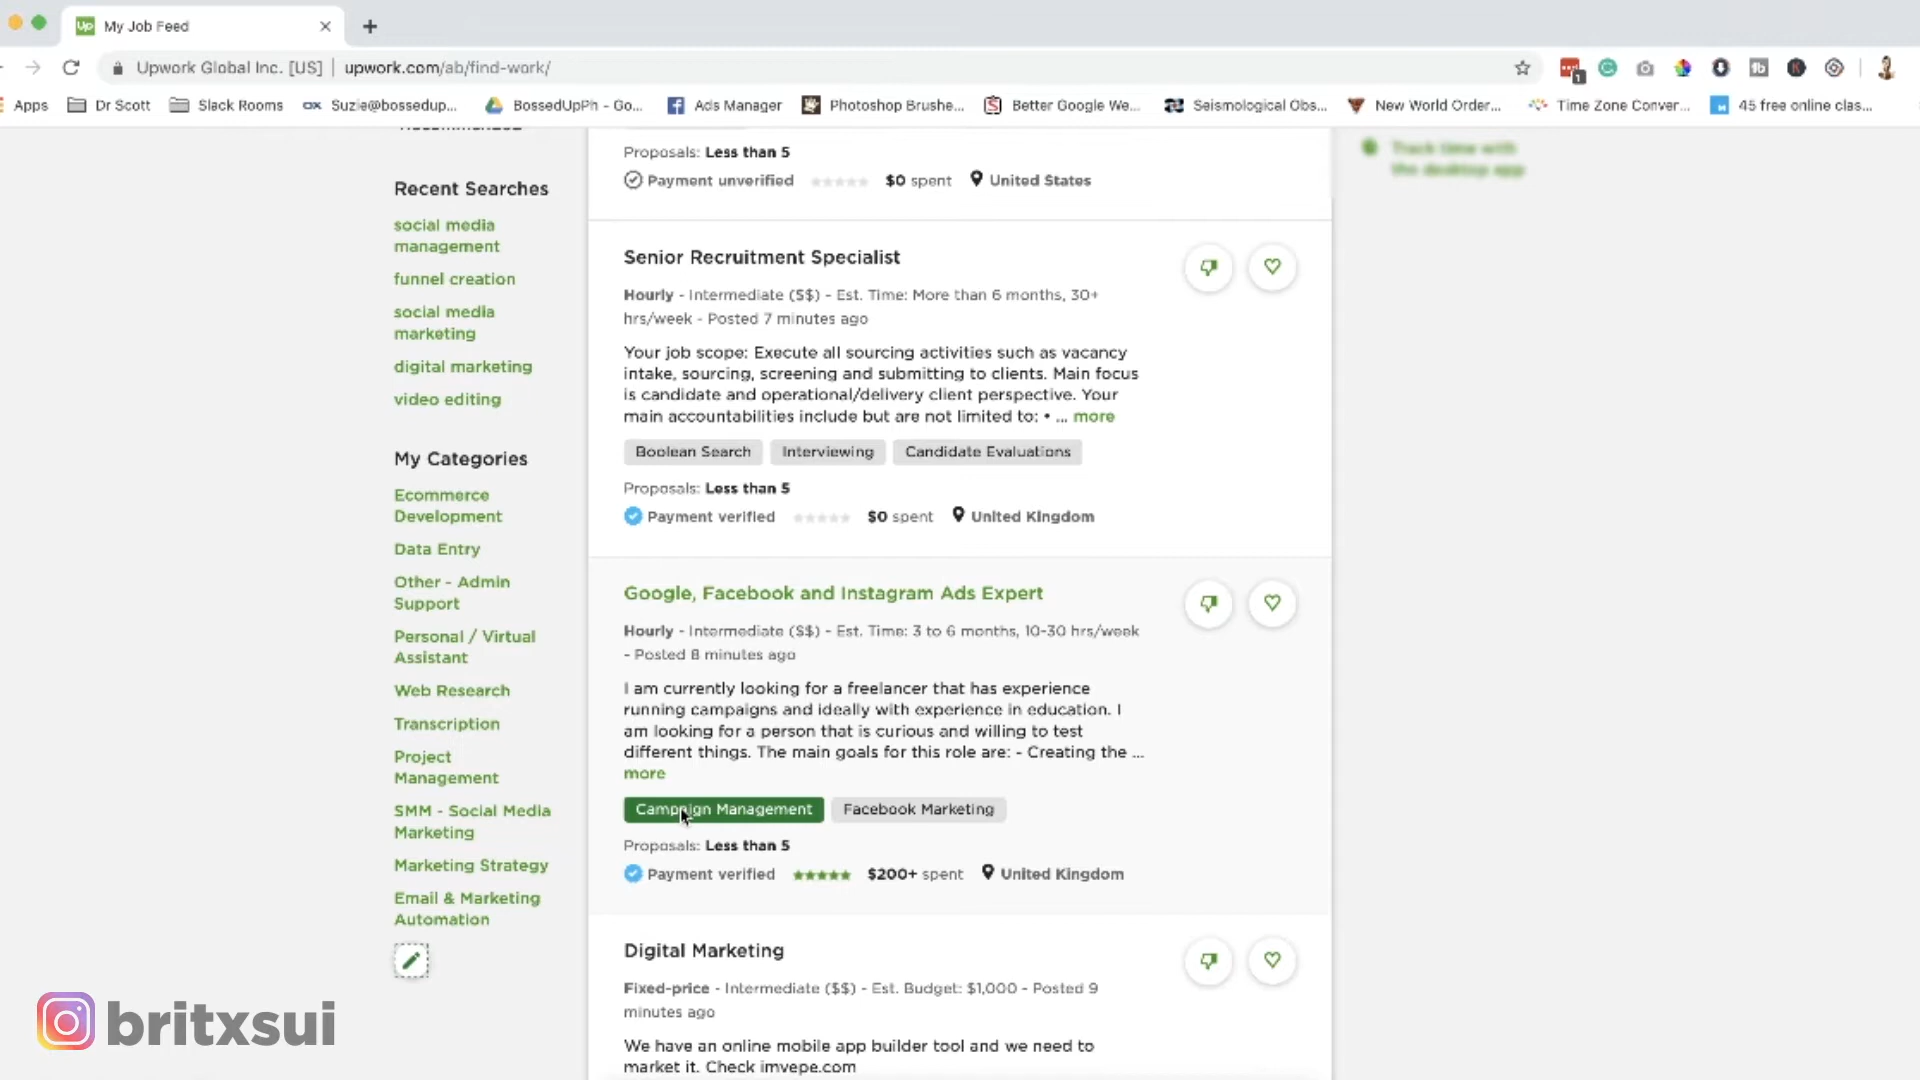 My Job Feed
Upwork Global Inc. [US] | upwork.com/ab/find-work/
Apps Dr Scott Slack Rooms Suzie@bossedup... BossedUpPh - Go... Ads Manager Photoshop Brushe... Better Google We... Seismological Obs... New World Order... Time Zone Conver... 45 free online clas...
Recent Searches
social media
management
funnel creation
social media
marketing
digital marketing
video editing
My Categories
Ecommerce
Development
Data Entry
Other - Admin
Support
Personal / Virtual
Assistant
Web Research
Transcription
Project
Management
SMM - Social Media
Marketing
Marketing Strategy
Email & Marketing
Automation
Proposals: Less than 5
Payment unverified $0 spent United States
Senior Recruitment Specialist
Hourly - Intermediate ($$) - Est. Time: More than 6 months, 30+
hrs/week - Posted 7 minutes ago
Your job scope: Execute all sourcing activities such as vacancy
intake, sourcing, screening and submitting to clients. Main focus
is candidate and operational/delivery client perspective. Your
main accountabilities include but are not limited to: • ... more
Boolean Search Interviewing Candidate Evaluations
Proposals: Less than 5
Payment verified $0 spent United Kingdom
Google, Facebook and Instagram Ads Expert
Hourly - Intermediate ($$) - Est. Time: 3 to 6 months, 10-30 hrs/week
- Posted 8 minutes ago
I am currently looking for a freelancer that has experience
running campaigns and ideally with experience in education. I
am looking for a person that is curious and willing to test
different things. The main goals for this role are: - Creating the ...
more
Campaign Management Facebook Marketing
Proposals: Less than 5
Payment verified $200+ spent United Kingdom
Digital Marketing
Fixed-price - Intermediate ($$) - Est. Budget: $1,000 - Posted 9
minutes ago
We have an online mobile app builder tool and we need to
market it. Check imvepe.com
Track time with
the desktop app
britxsui